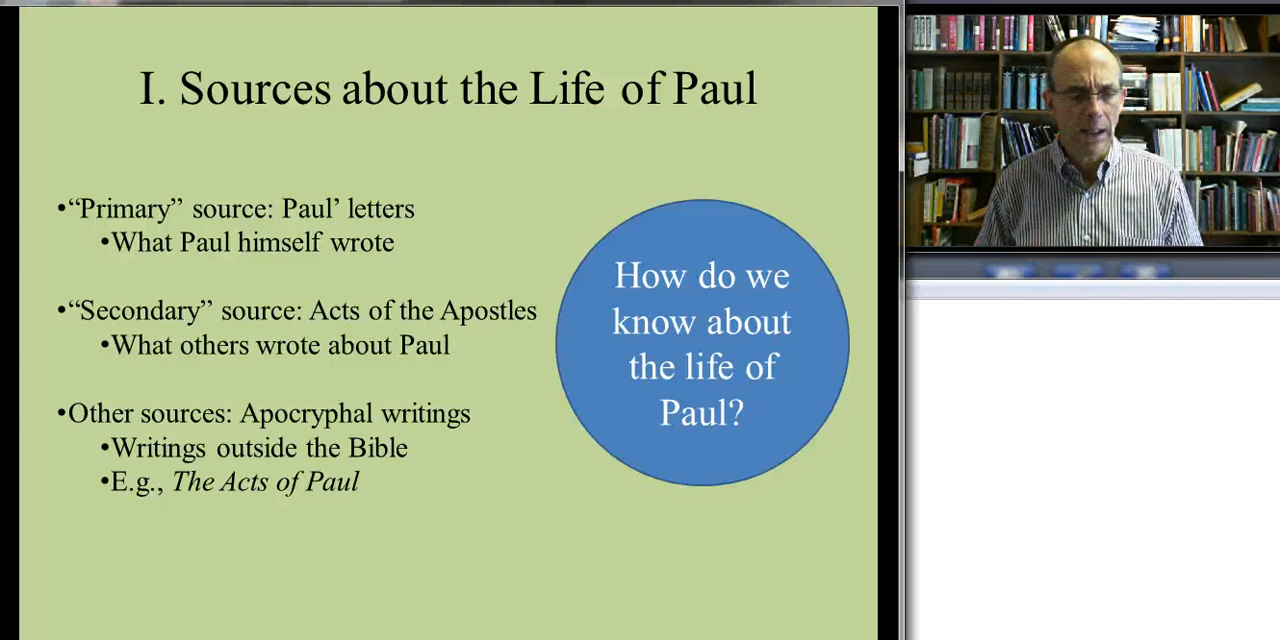 I. Sources about the Life of Paul
•“Primary” source: Paul’ letters
•What Paul himself wrote
•“Secondary” source: Acts of the Apostles
•What others wrote about Paul
•Other sources: Apocryphal writings
•Writings outside the Bible
•E.g., The Acts of Paul
How do we
know about
the life of
Paul?